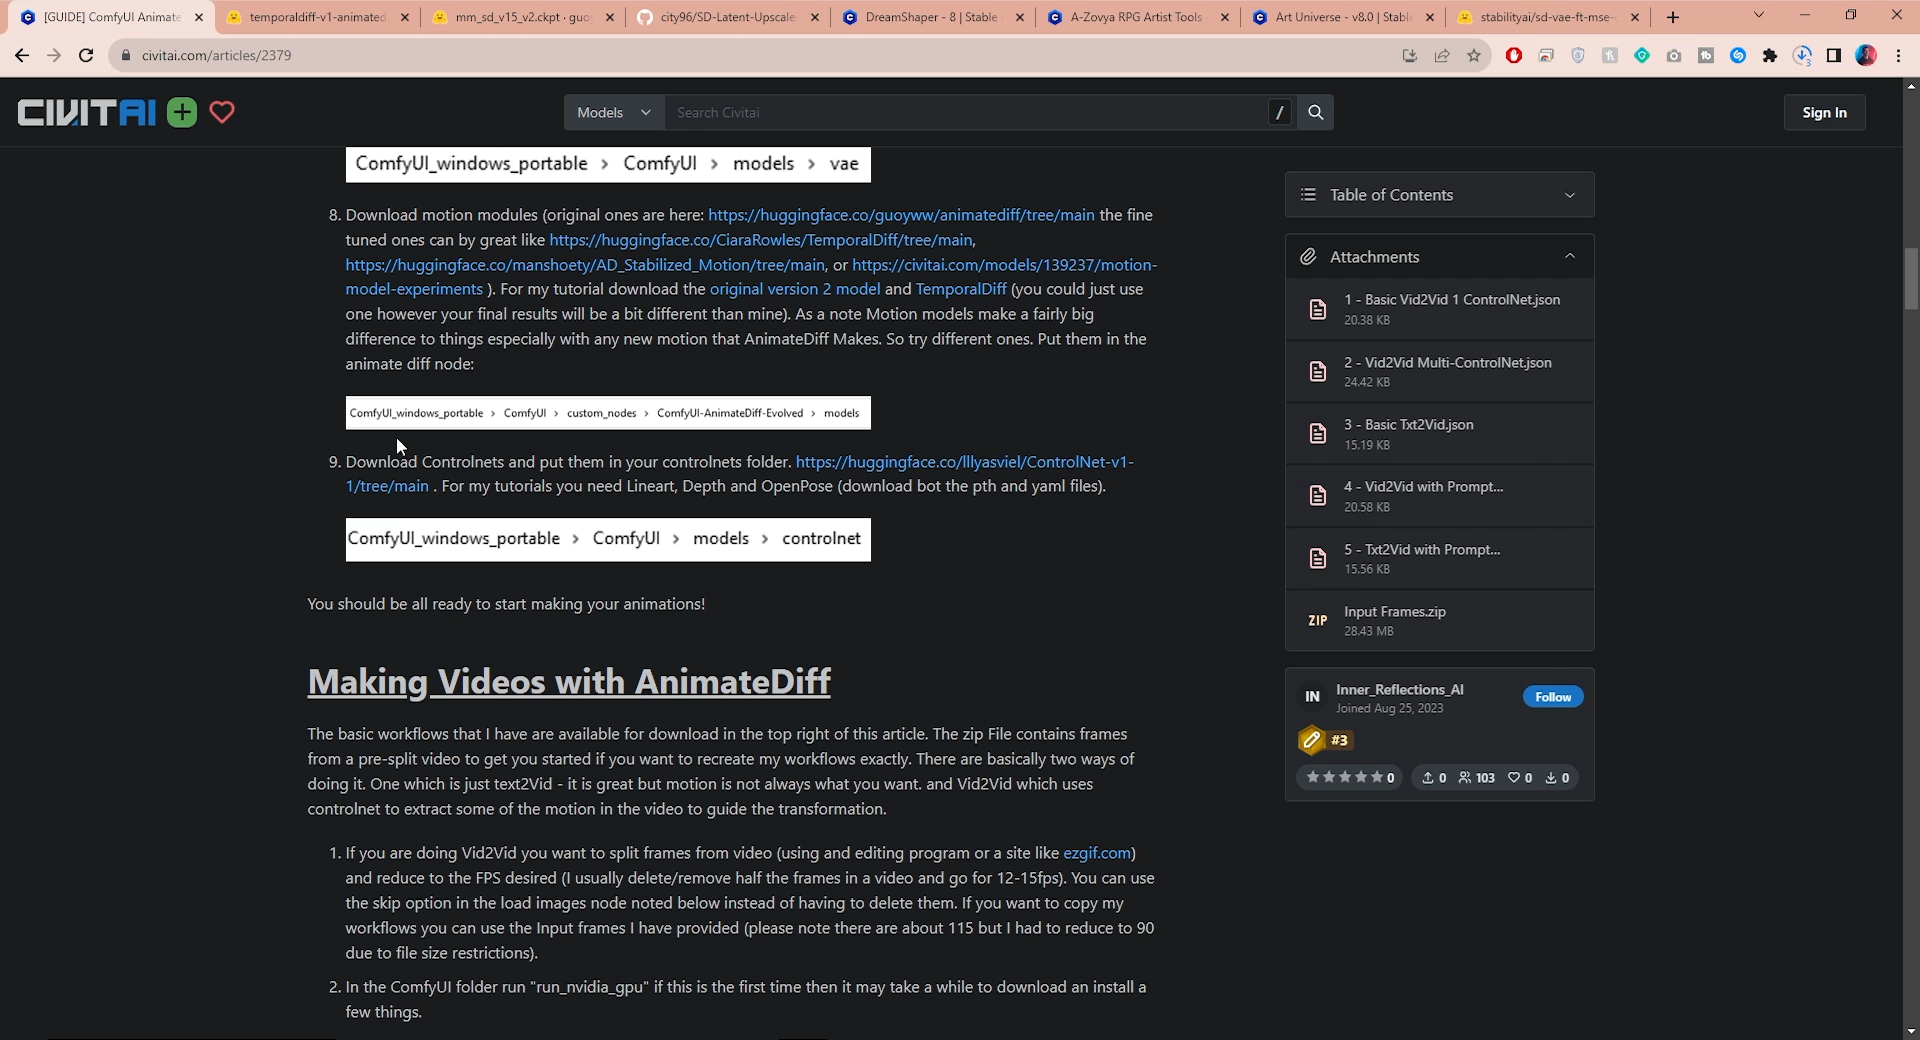 [GUIDE] ComfyUI Animate
temporaldiff-v1-animated
mm_sd_v15_v2.ckpt · guo
city96/SD-Latent-Upscale
DreamShaper - 8 | Stable
A-Zovya RPG Artist Tools
Art Universe - v8.0 | Stabl
stabilityai/sd-vae-ft-mse-
civitai.com/articles/2379
CIVITAI
Models
Search Civitai
/
Sign In
ComfyUI_windows_portable > ComfyUI > models > vae
8. Download motion modules (original ones are here: https://huggingface.co/guoyww/animatediff/tree/main the fine
tuned ones can by great like https://huggingface.co/CiaraRowles/TemporalDiff/tree/main,
https://huggingface.co/manshoety/AD_Stabilized_Motion/tree/main, or https://civitai.com/models/139237/motion-
model-experiments ). For my tutorial download the original version 2 model and TemporalDiff (you could just use
one however your final results will be a bit different than mine). As a note Motion models make a fairly big
difference to things especially with any new motion that AnimateDiff Makes. So try different ones. Put them in the
animate diff node:
ComfyUI_windows_portable > ComfyUI > custom_nodes > ComfyUI-AnimateDiff-Evolved > models
9. Download Controlnets and put them in your controlnets folder. https://huggingface.co/lllyasviel/ControlNet-v1-
1/tree/main . For my tutorials you need Lineart, Depth and OpenPose (download bot the pth and yaml files).
ComfyUI_windows_portable > ComfyUI > models > controlnet
You should be all ready to start making your animations!
Making Videos with AnimateDiff
The basic workflows that I have are available for download in the top right of this article. The zip File contains frames
from a pre-split video to get you started if you want to recreate my workflows exactly. There are basically two ways of
doing it. One which is just text2Vid - it is great but motion is not always what you want. and Vid2Vid which uses
controlnet to extract some of the motion in the video to guide the transformation.
1. If you are doing Vid2Vid you want to split frames from video (using and editing program or a site like ezgif.com)
and reduce to the FPS desired (I usually delete/remove half the frames in a video and go for 12-15fps). You can use
the skip option in the load images node noted below instead of having to delete them. If you want to copy my
workflows you can use the Input frames I have provided (please note there are about 115 but I had to reduce to 90
due to file size restrictions).
2. In the ComfyUI folder run "run_nvidia_gpu" if this is the first time then it may take a while to download an install a
few things.
Table of Contents
Attachments
1 - Basic Vid2Vid 1 ControlNet.json
20.38 KB
2 - Vid2Vid Multi-ControlNet.json
24.42 KB
3 - Basic Txt2Vid.json
15.19 KB
4 - Vid2Vid with Prompt...
20.58 KB
5 - Txt2Vid with Prompt...
15.56 KB
ZIP
Input Frames.zip
28.43 MB
IN
Inner_Reflections_AI
Joined Aug 25, 2023
Follow
#3
0
0 103 0 0